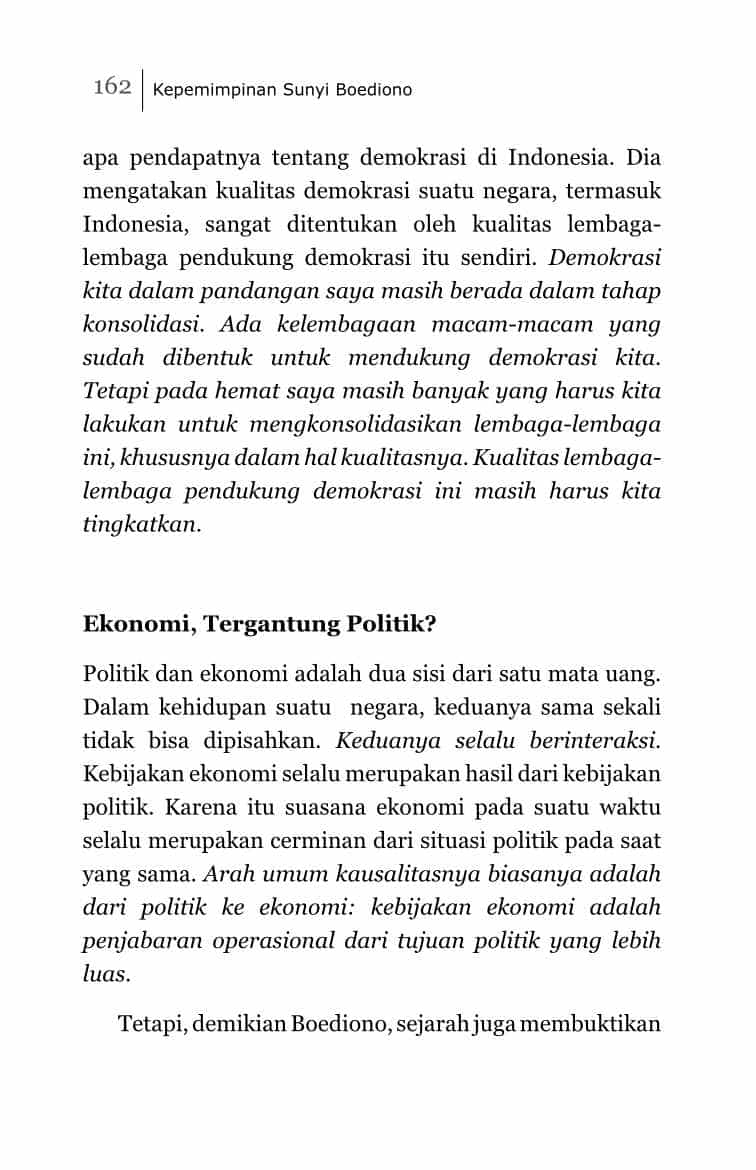 162 Kepemimpinan Sunyi Boediono
apa pendapatnya tentang demokrasi di Indonesia. Dia
mengatakan kualitas demokrasi suatu negara, termasuk
Indonesia, sangat ditentukan oleh kualitas lembaga-
lembaga pendukung demokrasi itu sendiri. Demokrasi
kita dalam pandangan saya masih berada dalam tahap
konsolidasi. Ada kelembagaan macam-macam yang
sudah dibentuk untuk mendukung demokrasi kita.
Tetapi pada hemat saya masih banyak yang harus kita
lakukan untuk mengkonsolidasikan lembaga-lembaga
ini, khususnya dalam hal kualitasnya. Kualitas lembaga-
lembaga pendukung demokrasi ini masih harus kita
tingkatkan.
Ekonomi, Tergantung Politik?
Politik dan ekonomi adalah dua sisi dari satu mata uang.
Dalam kehidupan suatu negara, keduanya sama sekali
tidak bisa dipisahkan. Keduanya selalu berinteraksi.
Kebijakan ekonomi selalu merupakan hasil dari kebijakan
politik. Karena itu suasana ekonomi pada suatu waktu
selalu merupakan cerminan dari situasi politik pada saat
yang sama. Arah umum kausalitasnya biasanya adalah
dari politik ke ekonomi: kebijakan ekonomi adalah
penjabaran operasional dari tujuan politik yang lebih
luas.
Tetapi, demikian Boediono, sejarah juga membuktikan